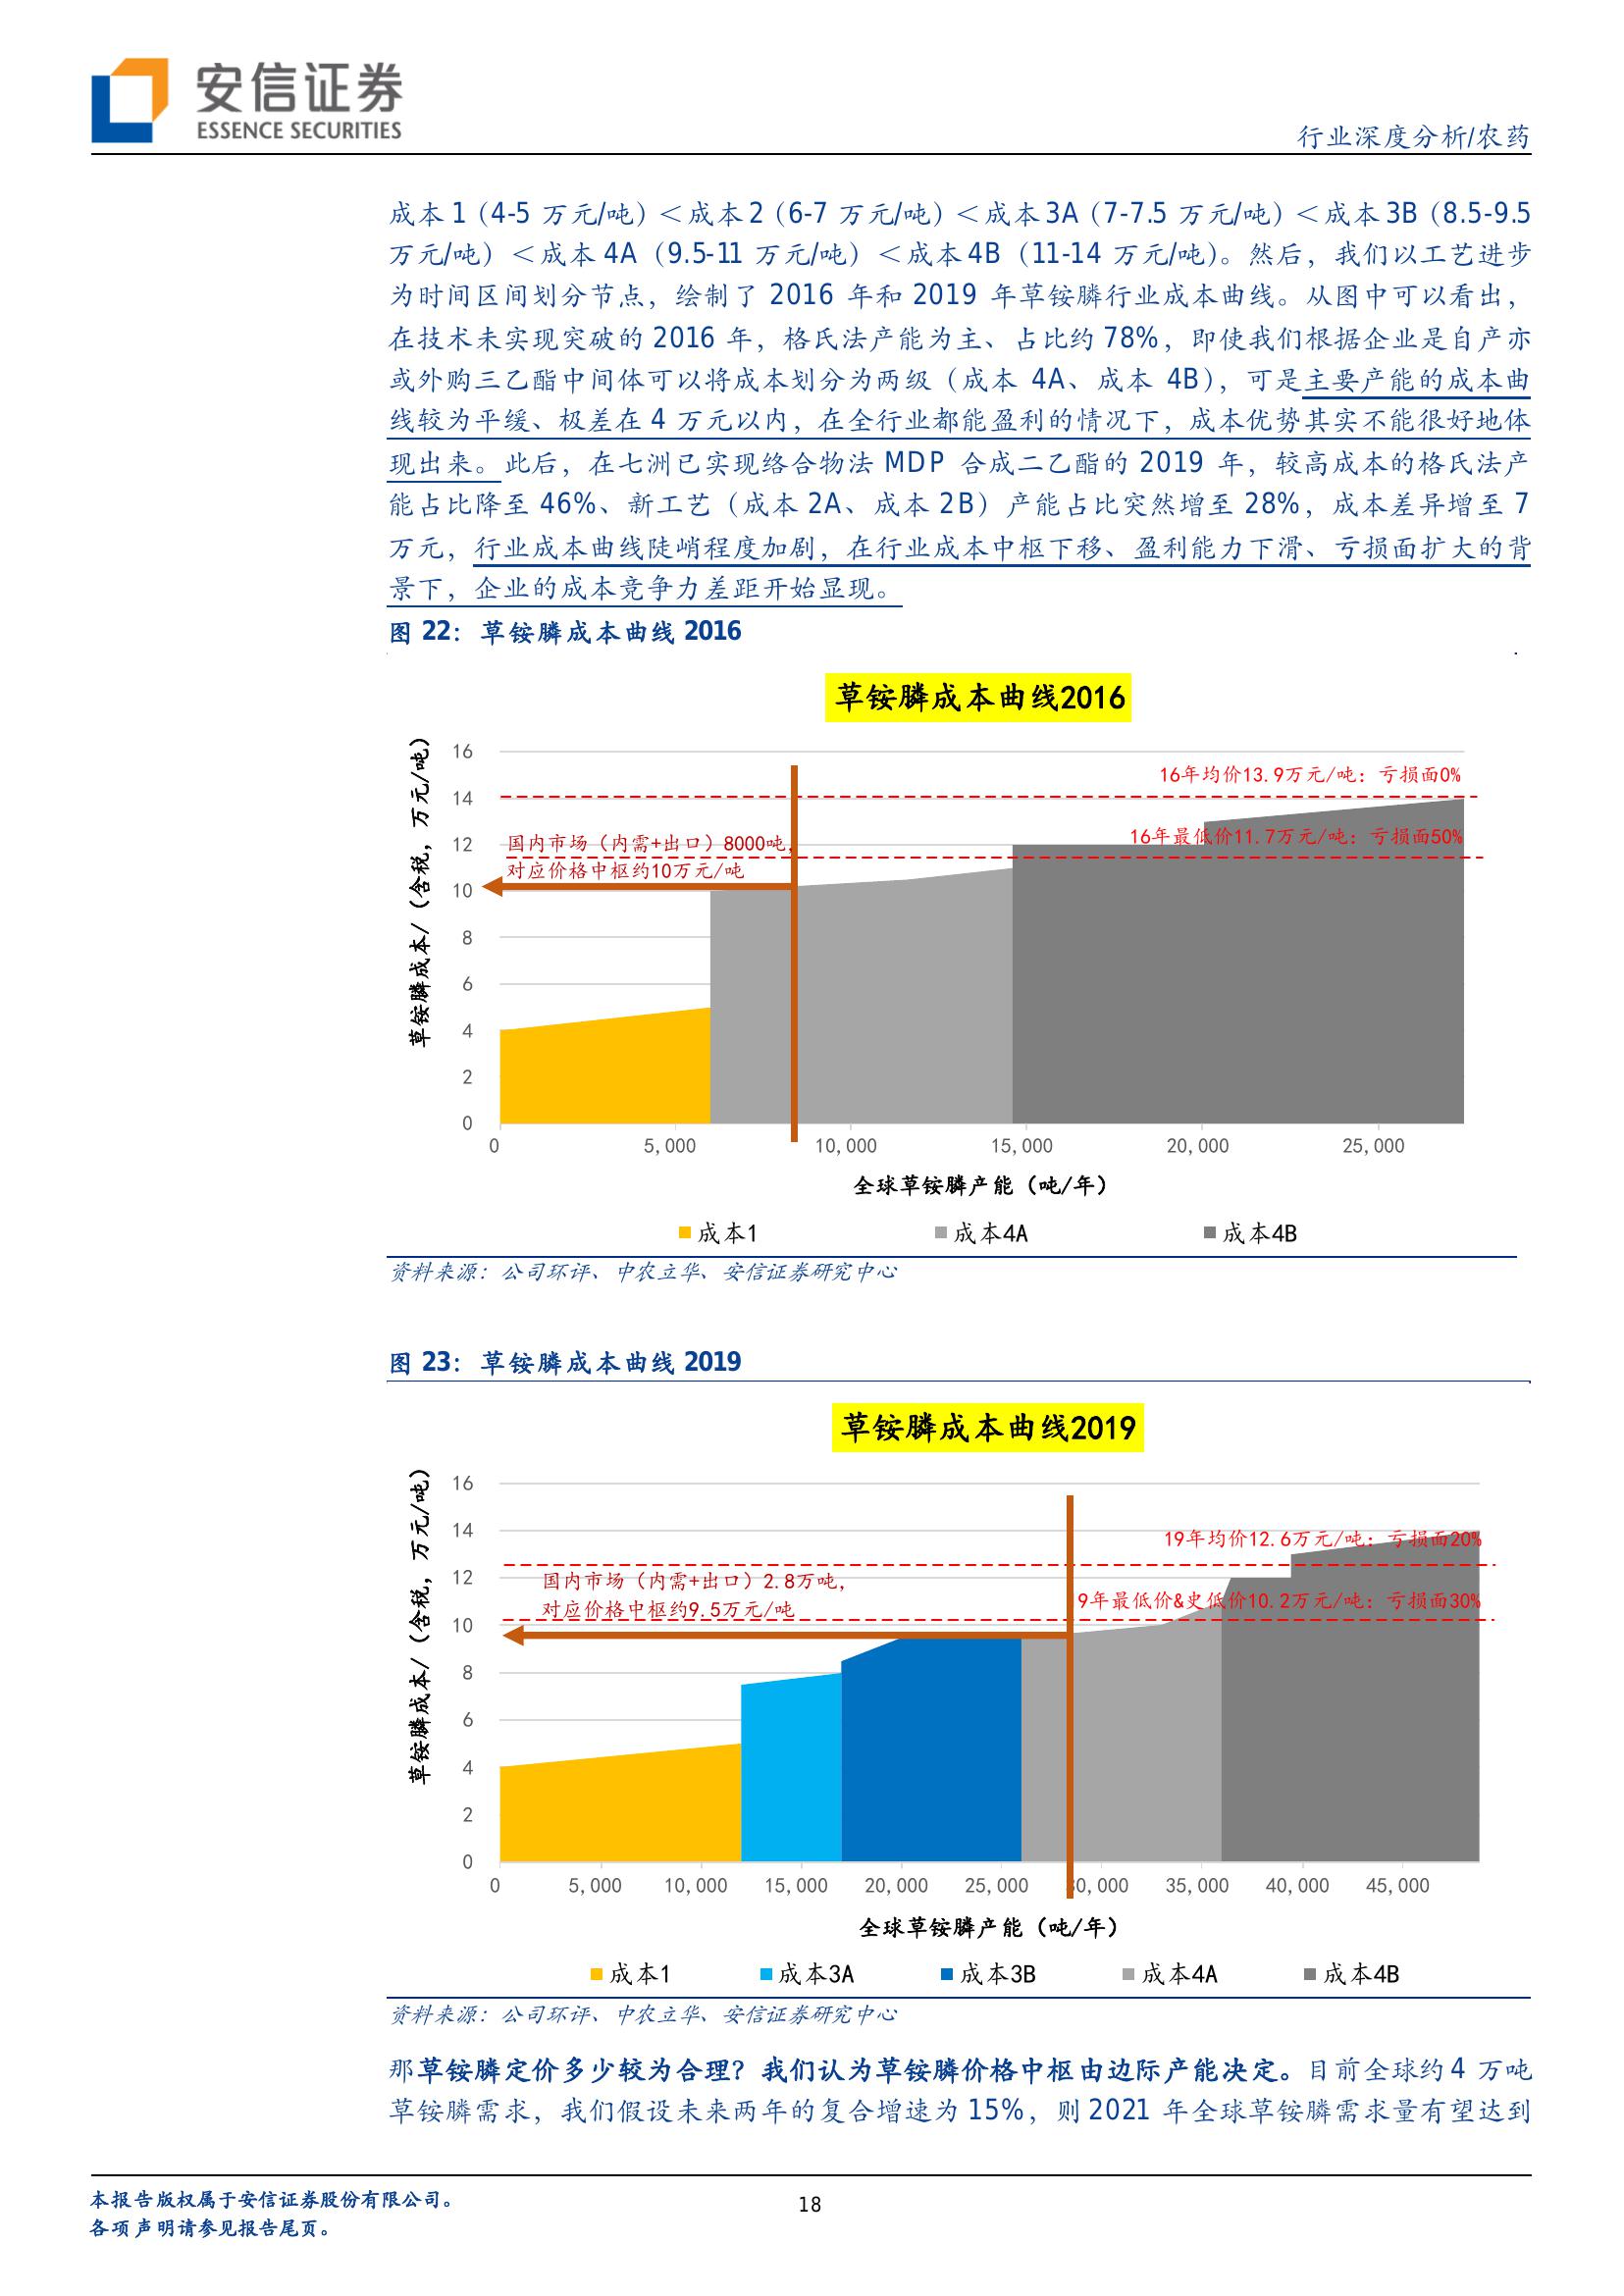 安信证券
ESSENCE SECURITIES
行业深度分析/农药
成本 1（4-5 万元/吨）＜成本 2（6-7 万元/吨）＜成本 3A（7-7.5 万元/吨）＜成本 3B（8.5-9.5
万元/吨）＜成本 4A（9.5-11 万元/吨）＜成本 4B（11-14 万元/吨)。然后，我们以工艺进步
为时间区间划分节点，绘制了 2016 年和 2019 年草铵膦行业成本曲线。从图中可以看出，
在技术未实现突破的 2016 年，格氏法产能为主、占比约 78%，即使我们根据企业是自产亦
或外购三乙酯中间体可以将成本划分为两级（成本 4A、成本 4B），可是主要产能的成本曲
线较为平缓、极差在 4 万元以内，在全行业都能盈利的情况下，成本优势其实不能很好地体
现出来。此后，在七洲已实现络合物法 MDP 合成二乙酯的 2019 年，较高成本的格氏法产
能占比降至 46%、新工艺（成本 2A、成本 2B）产能占比突然增至 28%，成本差异增至 7
万元，行业成本曲线陡峭程度加剧，在行业成本中枢下移、盈利能力下滑、亏损面扩大的背
景下，企业的成本竞争力差距开始显现。
图 22：草铵膦成本曲线 2016
草铵膦成本曲线2016
草铵膦成本/（含税，万元/吨）
16
14
12
10
8
6
4
2
0
16年均价13.9万元/吨：亏损面0%
国内市场（内需+出口）8000吨，
对应价格中枢约10万元/吨
16年最低价11.7万元/吨：亏损面50%
0 5,000 10,000 15,000 20,000 25,000
全球草铵膦产能（吨/年）
成本1 成本4A 成本4B
资料来源：公司环评、中农立华、安信证券研究中心
图 23：草铵膦成本曲线 2019
草铵膦成本曲线2019
草铵膦成本/（含税，万元/吨）
16
14
12
10
8
6
4
2
0
19年均价12.6万元/吨：亏损面20%
国内市场（内需+出口）2.8万吨，
对应价格中枢约9.5万元/吨
9年最低价&史低价10.2万元/吨：亏损面30%
0 5,000 10,000 15,000 20,000 25,000 30,000 35,000 40,000 45,000
全球草铵膦产能（吨/年）
成本1 成本3A 成本3B 成本4A 成本4B
资料来源：公司环评、中农立华、安信证券研究中心
那草铵膦定价多少较为合理？我们认为草铵膦价格中枢由边际产能决定。目前全球约 4 万吨
草铵膦需求，我们假设未来两年的复合增速为 15%，则 2021 年全球草铵膦需求量有望达到
本报告版权属于安信证券股份有限公司。
各项声明请参见报告尾页。
18